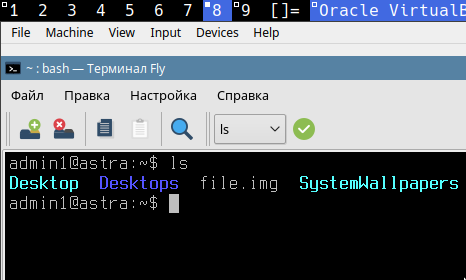 1 2 3 4 5 6 7 8 9 []= Oracle VirtualB
File Machine View Input Devices Help
~ : bash — Терминал Fly
Файл Правка Настройка Справка
ls
admin1@astra:~$ ls
Desktop Desktops file.img SystemWallpapers
admin1@astra:~$